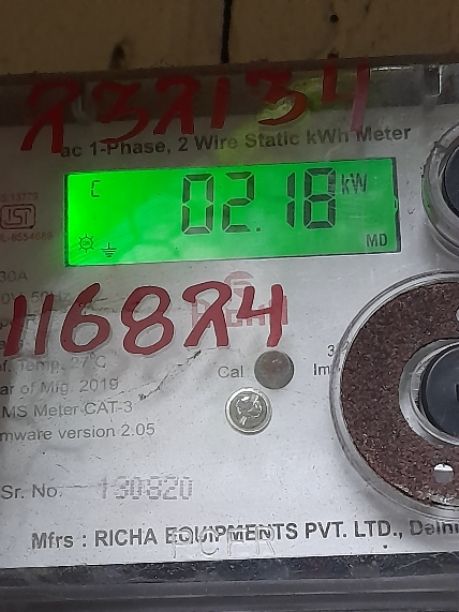 232134
ac 1-Phase, 2 Wire Static kWh Meter
C 02.18 kW
MD
30A
50Hz
116824
Temp. 27°C
ar of Mfg. 2019
Cal
MS Meter CAT-3
mware version 2.05
Sr. No. 130820
Mfrs : RICHA EQUIPMENTS PVT. LTD., Delhi